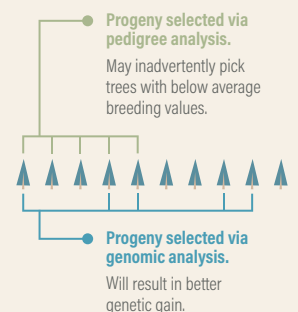 Progeny selected via
pedigree analysis.
May inadvertently pick
trees with below average
breeding values.
Progeny selected via
genomic analysis.
Will result in better
genetic gain.